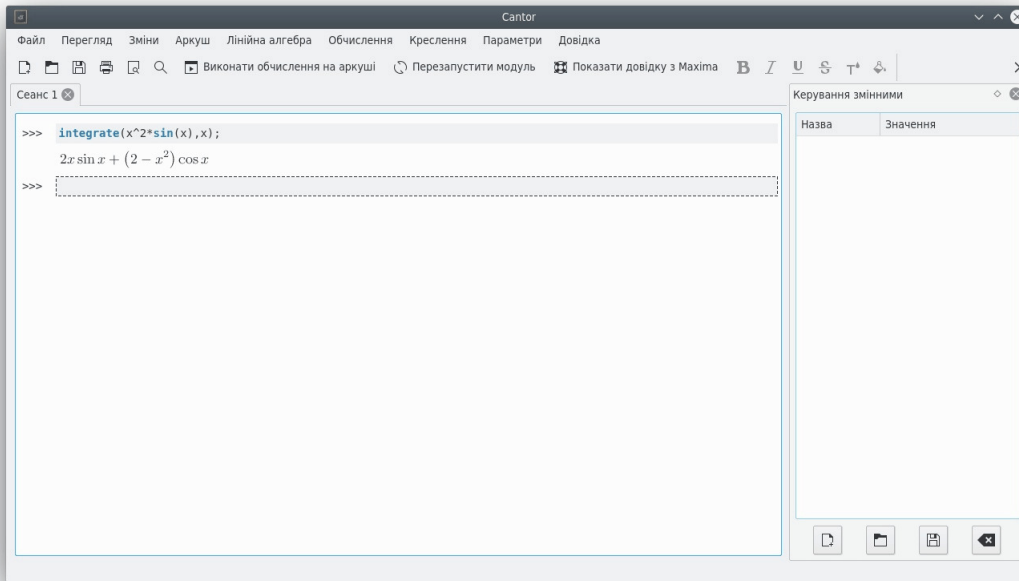 Cantor
Файл Перегляд Зміни Аркуш Лінійна алгебра Обчислення Креслення Параметри Довідка
Виконати обчислення на аркуші Перезапустити модуль Показати довідку з Maxima B I U S T
Сеанс 1
Керування змінними
Назва Значення
>>> integrate(x^2*sin(x),x);
2x sin x + (2 − x²) cos x
>>>